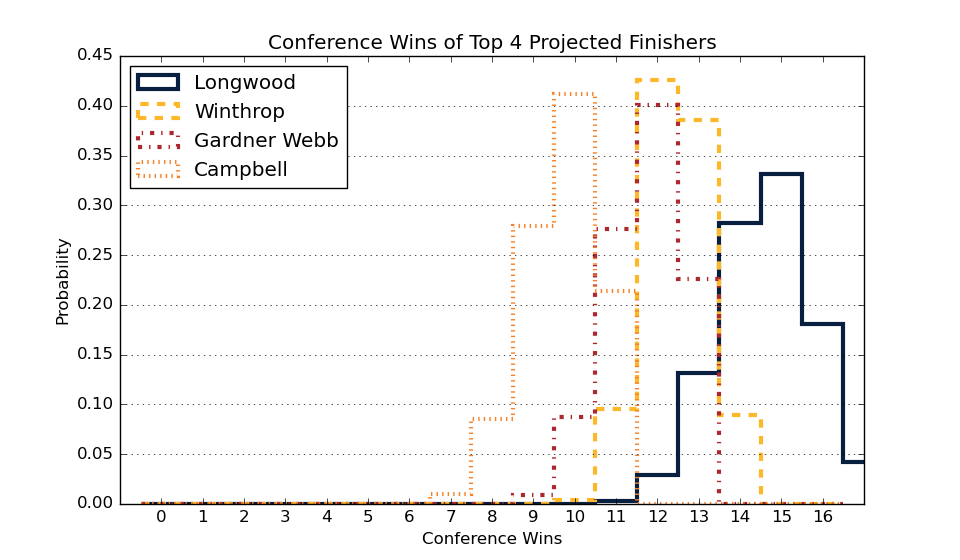 Conference Wins of Top 4 Projected Finishers
0.45
0.40
0.35
0.30
0.25
0.20
0.15
0.10
0.05
0.00
Probability
Longwood
Winthrop
Gardner Webb
Campbell
0 1 2 3 4 5 6 7 8 9 10 11 12 13 14 15 16
Conference Wins